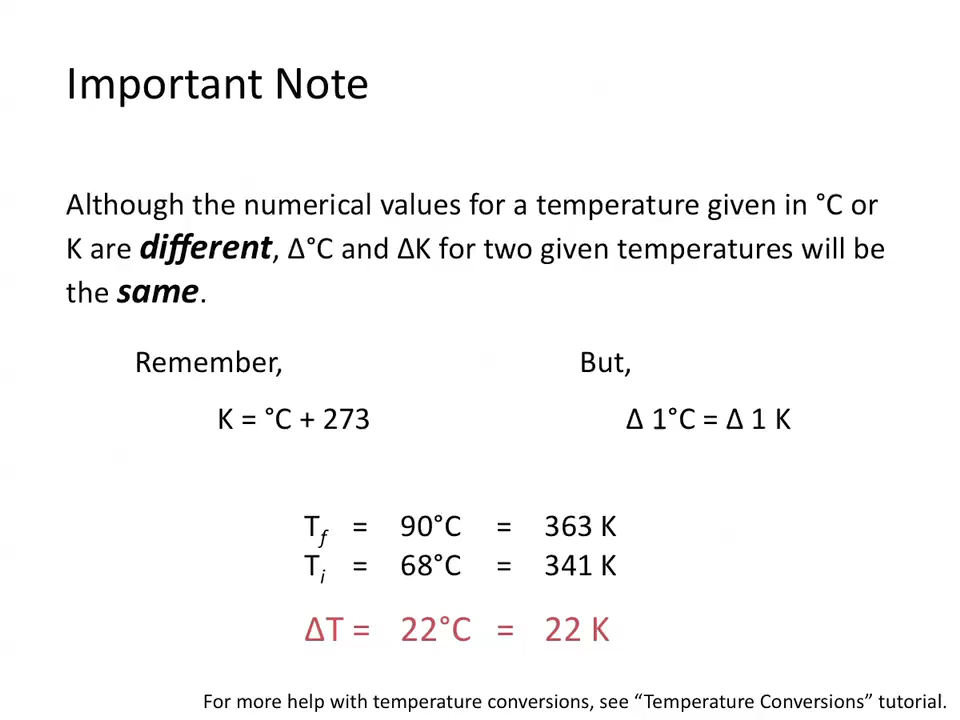 Important Note
Although the numerical values for a temperature given in °C or
K are different, Δ°C and ΔK for two given temperatures will be
the same.
Remember, But,
K = °C + 273 Δ 1°C = Δ 1 K
Tf = 90°C = 363 K
Ti = 68°C = 341 K
ΔT = 22°C = 22 K
For more help with temperature conversions, see “Temperature Conversions” tutorial.